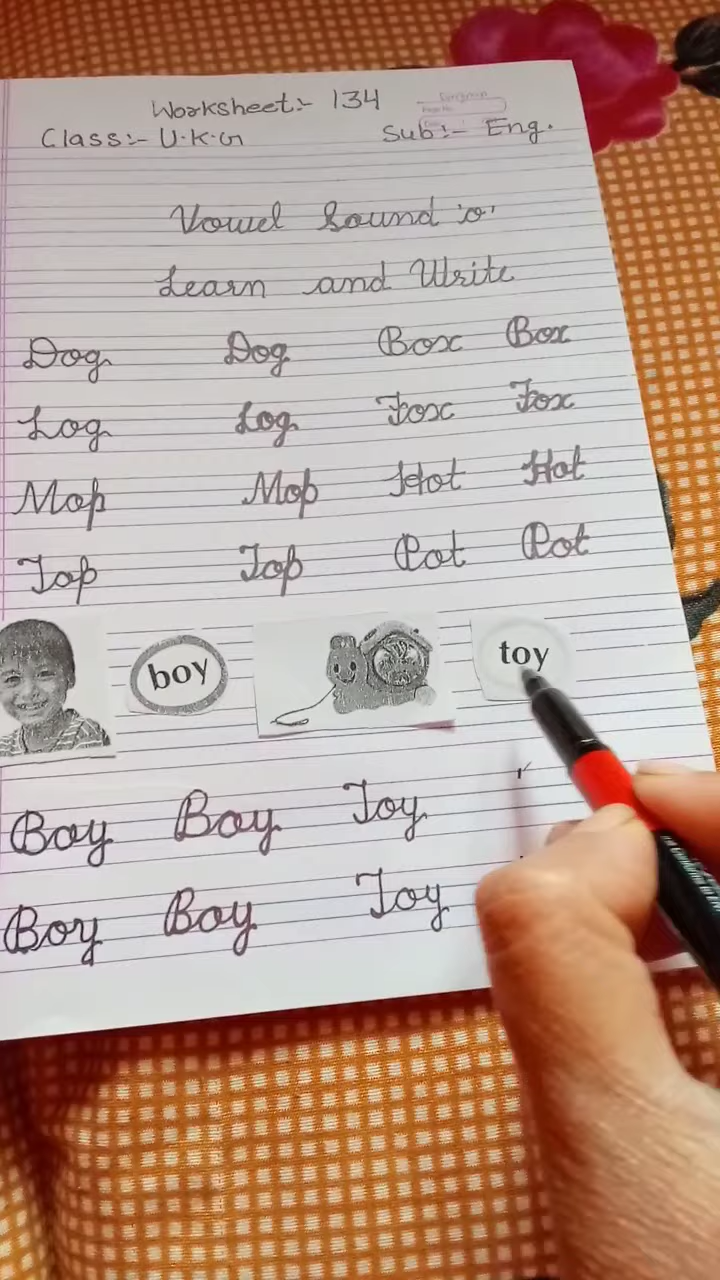 Worksheet:- 134
Class:- U.K.G Sub:- Eng.
Vowel Sound 'o'
Learn and Write
Dog Dog Box Box
Log Log Fox Fox
Mop Mop Hot Hot
Top Top Pot Pot
boy toy
Boy Boy Toy
Boy Boy Toy